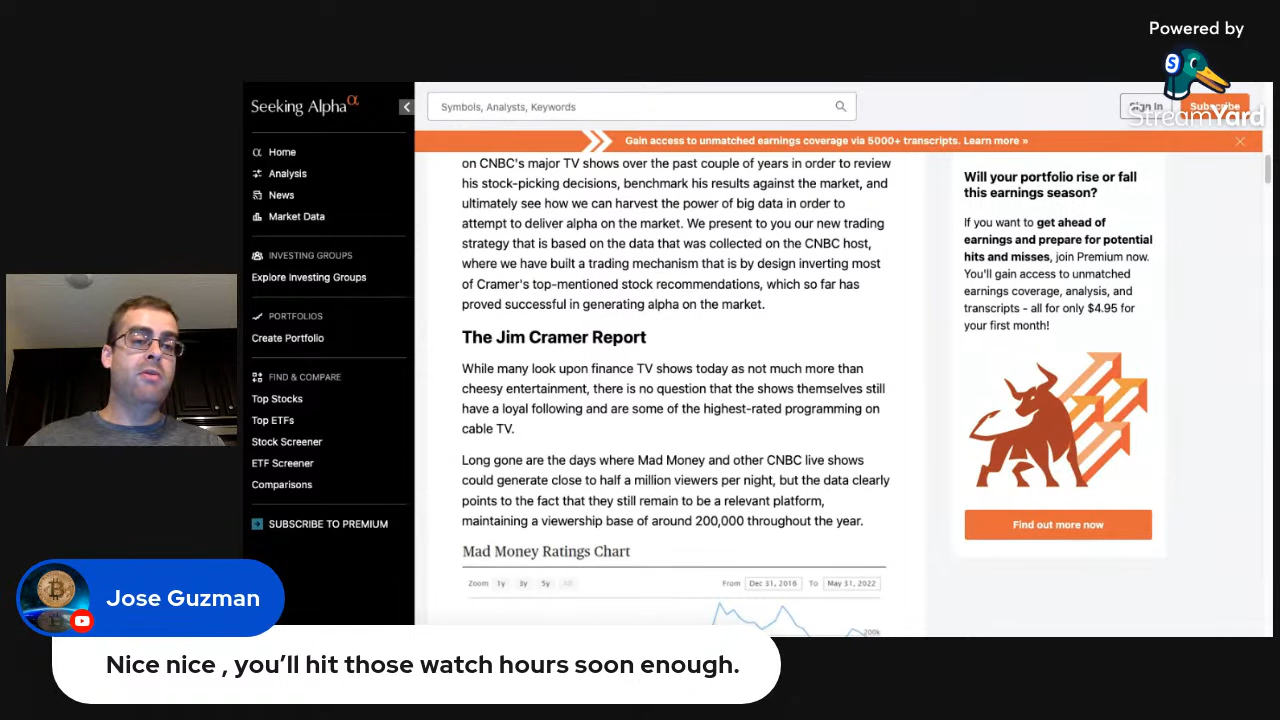 Powered by
StreamYard
Seeking Alphaα
Symbols, Analysts, Keywords
Sign In
Subscribe
Gain access to unmatched earnings coverage via 5000+ transcripts. Learn more »
Home
Analysis
News
Market Data
INVESTING GROUPS
Explore Investing Groups
PORTFOLIOS
Create Portfolio
FIND & COMPARE
Top Stocks
Top ETFs
Stock Screener
ETF Screener
Comparisons
SUBSCRIBE TO PREMIUM
on CNBC's major TV shows over the past couple of years in order to review
his stock-picking decisions, benchmark his results against the market, and
ultimately see how we can harvest the power of big data in order to
attempt to deliver alpha on the market. We present to you our new trading
strategy that is based on the data that was collected on the CNBC host,
where we have built a trading mechanism that is by design inverting most
of Cramer's top-mentioned stock recommendations, which so far has
proved successful in generating alpha on the market.
The Jim Cramer Report
While many look upon finance TV shows today as not much more than
cheesy entertainment, there is no question that the shows themselves still
have a loyal following and are some of the highest-rated programming on
cable TV.
Long gone are the days where Mad Money and other CNBC live shows
could generate close to half a million viewers per night, but the data clearly
points to the fact that they still remain to be a relevant platform,
maintaining a viewership base of around 200,000 throughout the year.
Mad Money Ratings Chart
Zoom 1y 3y 5y All From Dec 31, 2016 To May 31, 2022
200k
Will your portfolio rise or fall
this earnings season?
If you want to get ahead of
earnings and prepare for potential
hits and misses, join Premium now.
You'll gain access to unmatched
earnings coverage, analysis, and
transcripts - all for only $4.95 for
your first month!
Find out more now
Jose Guzman
Nice nice , you’ll hit those watch hours soon enough.